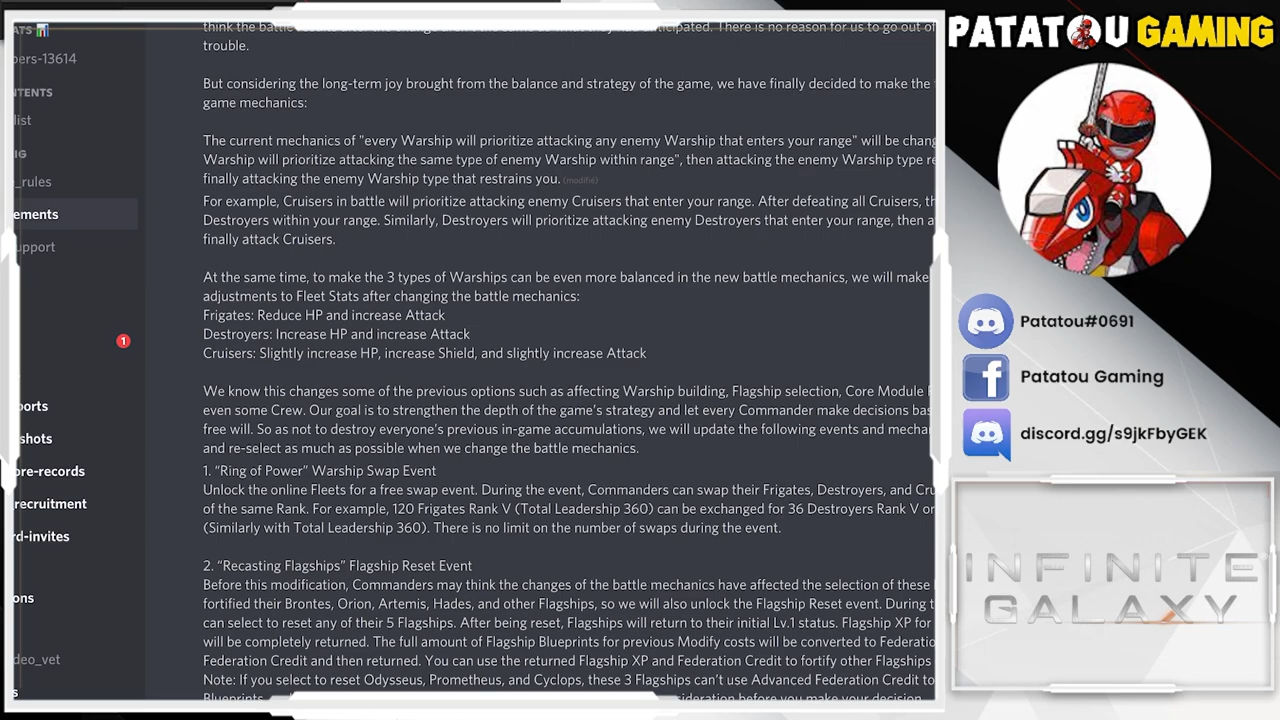 ATS
bers-13614
NTENTS
list
IG
_rules
ements
upport
1
ports
shots
ore-records
recruitment
rd-invites
ons
deo_vet
s
trouble.
But considering the long-term joy brought from the balance and strategy of the game, we have finally decided to make the
game mechanics:
The current mechanics of "every Warship will prioritize attacking any enemy Warship that enters your range" will be chang
Warship will prioritize attacking the same type of enemy Warship within range", then attacking the enemy Warship type re
finally attacking the enemy Warship type that restrains you. (modifié)
For example, Cruisers in battle will prioritize attacking enemy Cruisers that enter your range. After defeating all Cruisers, th
Destroyers within your range. Similarly, Destroyers will prioritize attacking enemy Destroyers that enter your range, then a
finally attack Cruisers.
At the same time, to make the 3 types of Warships can be even more balanced in the new battle mechanics, we will make
adjustments to Fleet Stats after changing the battle mechanics:
Frigates: Reduce HP and increase Attack
Destroyers: Increase HP and increase Attack
Cruisers: Slightly increase HP, increase Shield, and slightly increase Attack
We know this changes some of the previous options such as affecting Warship building, Flagship selection, Core Module
even some Crew. Our goal is to strengthen the depth of the game's strategy and let every Commander make decisions bas
free will. So as not to destroy everyone's previous in-game accumulations, we will update the following events and mecha
and re-select as much as possible when we change the battle mechanics.
1. "Ring of Power" Warship Swap Event
Unlock the online Fleets for a free swap event. During the event, Commanders can swap their Frigates, Destroyers, and Cru
of the same Rank. For example, 120 Frigates Rank V (Total Leadership 360) can be exchanged for 36 Destroyers Rank V or
(Similarly with Total Leadership 360). There is no limit on the number of swaps during the event.
2. "Recasting Flagships" Flagship Reset Event
Before this modification, Commanders may think the changes of the battle mechanics have affected the selection of these
fortified their Brontes, Orion, Artemis, Hades, and other Flagships, so we will also unlock the Flagship Reset event. During t
can select to reset any of their 5 Flagships. After being reset, Flagships will return to their initial Lv.1 status. Flagship XP for
will be completely returned. The full amount of Flagship Blueprints for previous Modify costs will be converted to Federation
Federation Credit and then returned. You can use the returned Flagship XP and Federation Credit to fortify other Flagships
Note: If you select to reset Odysseus, Prometheus, and Cyclops, these 3 Flagships can't use Advanced Federation Credit to
PATATOU GAMING
Patatou#0691
Patatou Gaming
discord.gg/s9jkFbyGEK
INFINITE
GALAXY